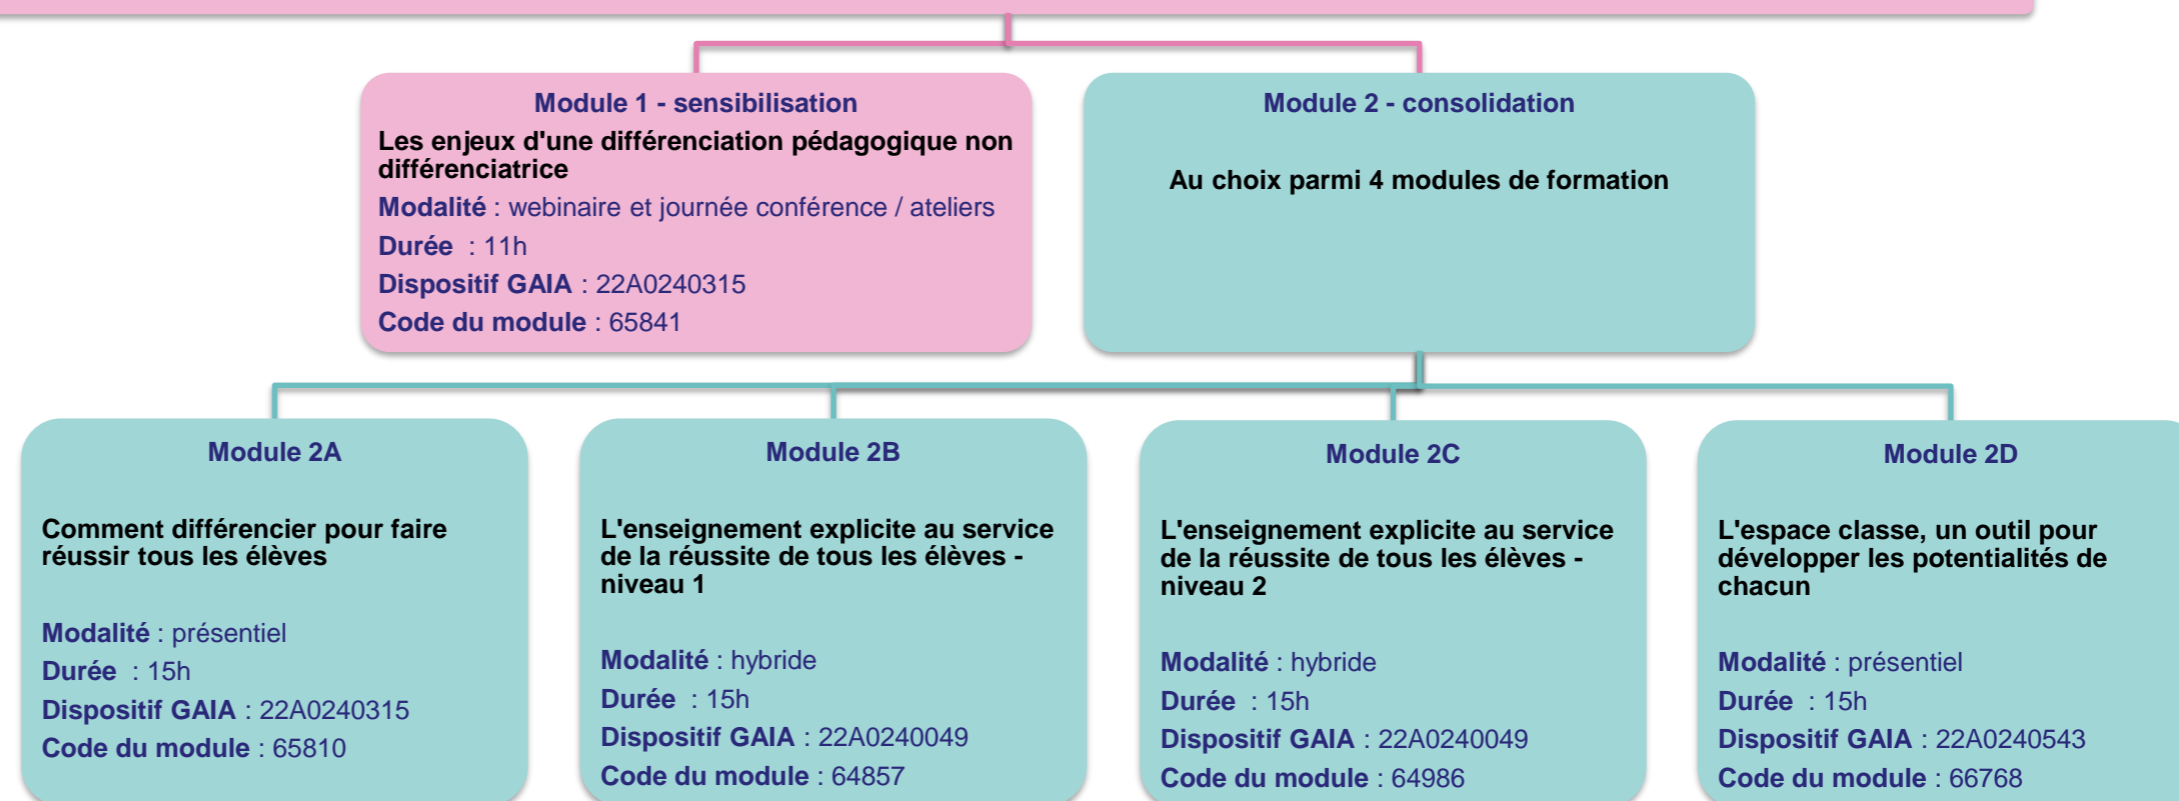 Module 1 - sensibilisation
Les enjeux d'une différenciation pédagogique non
différenciatrice
Modalité : webinaire et journée conférence / ateliers
Durée : 11h
Dispositif GAIA : 22A0240315
Code du module : 65841
Module 2 - consolidation
Au choix parmi 4 modules de formation
Module 2A
Comment différencier pour faire
réussir tous les élèves
Modalité : présentiel
Durée : 15h
Dispositif GAIA : 22A0240315
Code du module : 65810
Module 2B
L'enseignement explicite au service
de la réussite de tous les élèves -
niveau 1
Modalité : hybride
Durée : 15h
Dispositif GAIA : 22A0240049
Code du module : 64857
Module 2C
L'enseignement explicite au service
de la réussite de tous les élèves -
niveau 2
Modalité : hybride
Durée : 15h
Dispositif GAIA : 22A0240049
Code du module : 64986
Module 2D
L'espace classe, un outil pour
développer les potentialités de
chacun
Modalité : présentiel
Durée : 15h
Dispositif GAIA : 22A0240543
Code du module : 66768